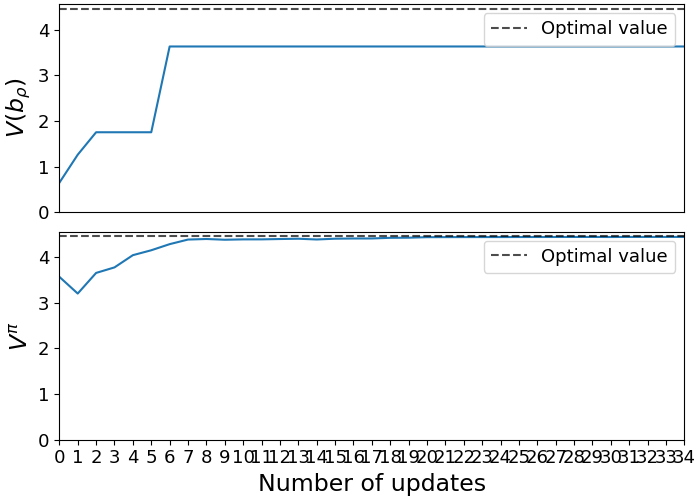 4
3
2
1
0
V(b_ρ)
Optimal value
4
3
2
1
0
V^π
Optimal value
0 1 2 3 4 5 6 7 8 9 10 11 12 13 14 15 16 17 18 19 20 21 22 23 24 25 26 27 28 29 30 31 32 33 34
Number of updates